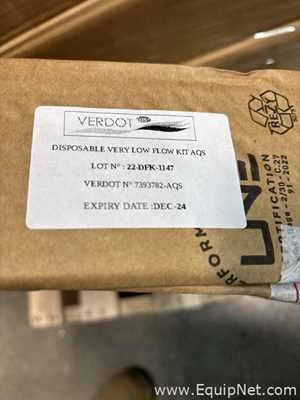 VERDOT
DISPOSABLE VERY LOW FLOW KIT AQS
LOT N° : 22-DFK-1147
VERDOT N° 7393782-AQS
EXPIRY DATE :DEC-24
REZY
www.EquipNet.com